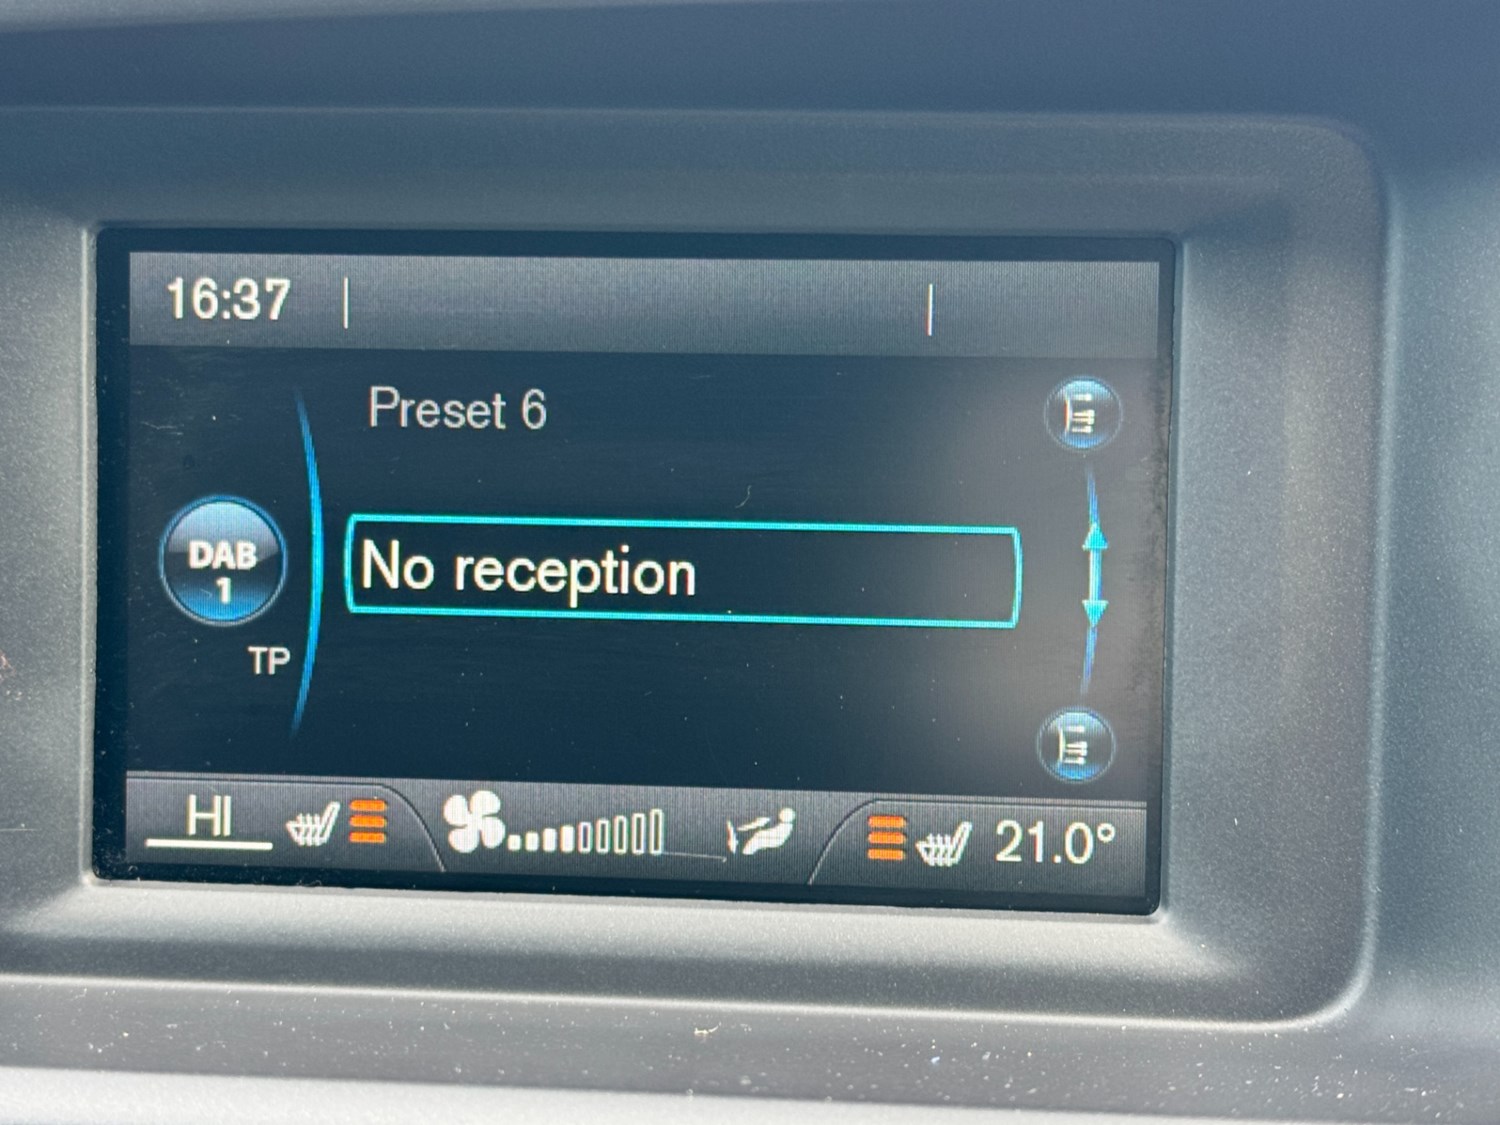 16:37
Preset 6
DAB
1
No reception
TP
HI
21.0°